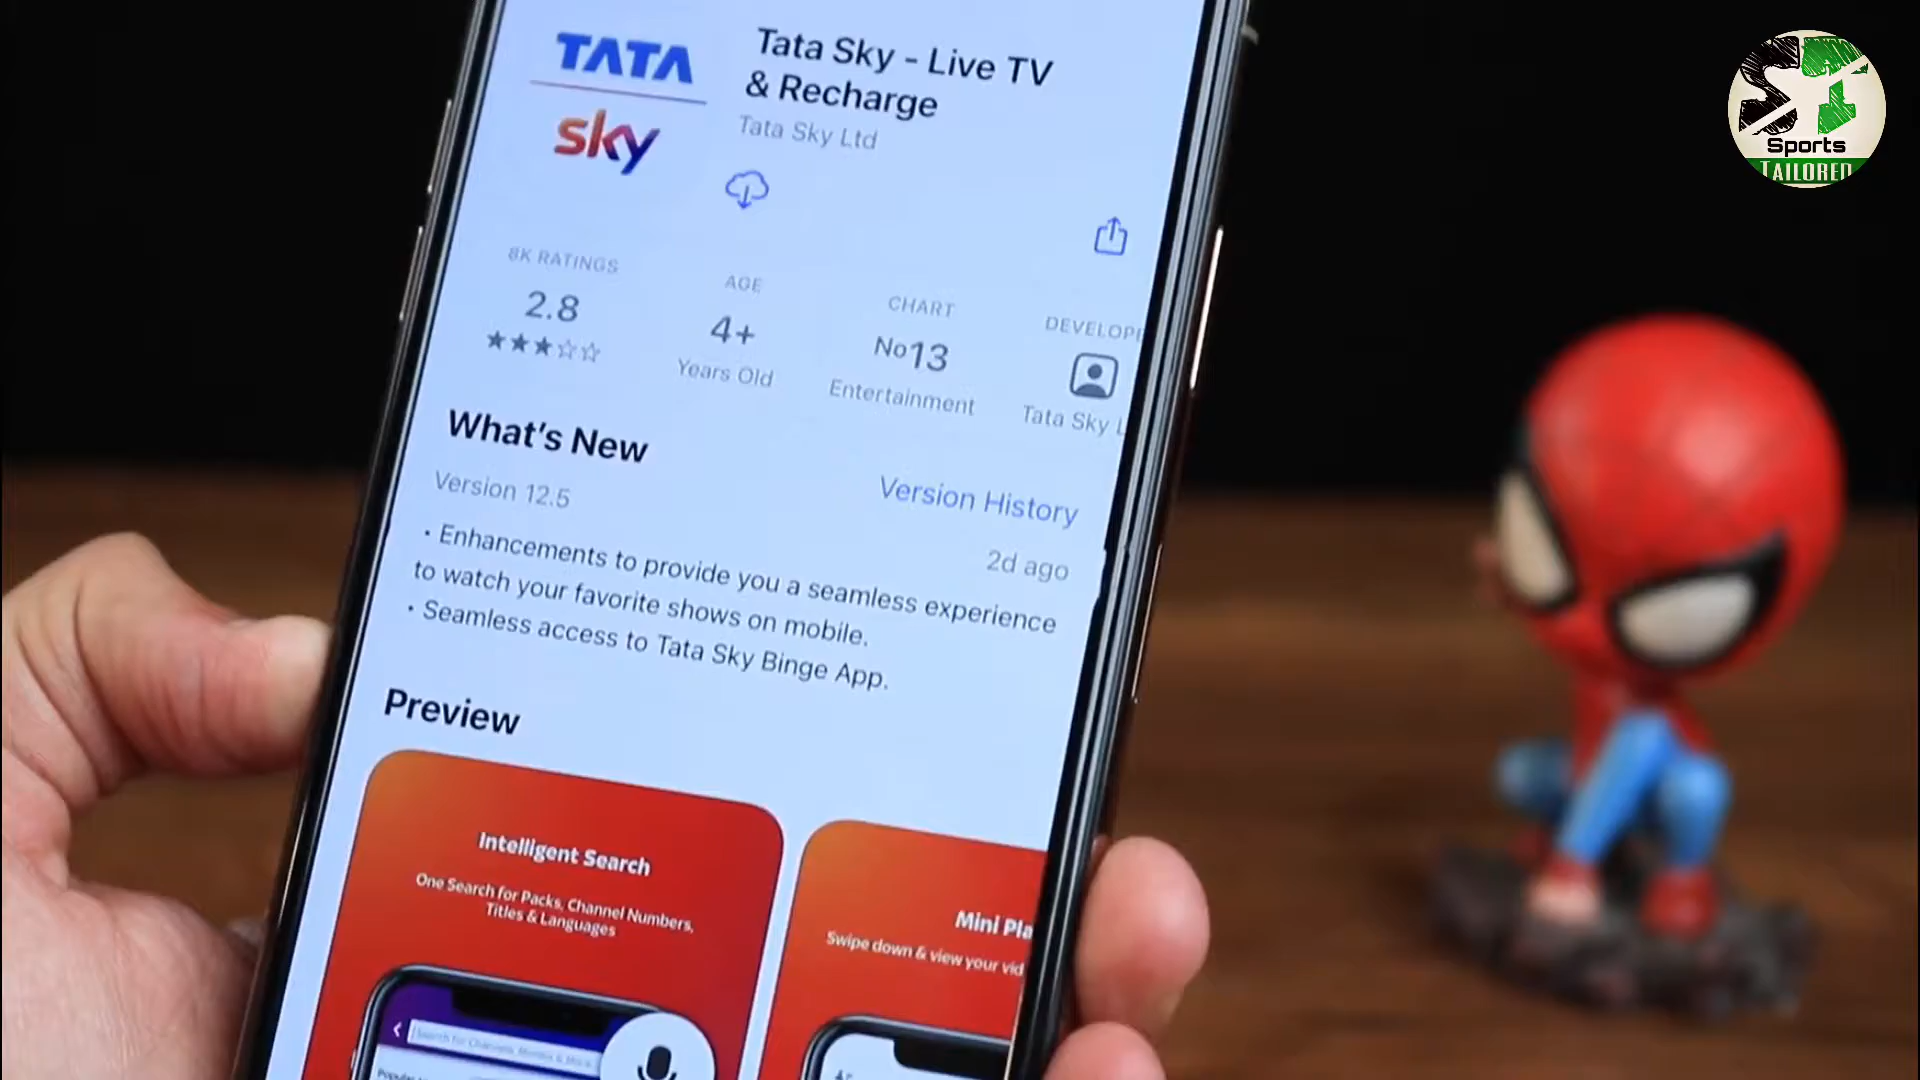 TATA
sky
Tata Sky - Live TV
& Recharge
Tata Sky Ltd
8K RATINGS
2.8
AGE
4+
Years Old
CHART
No13
Entertainment
DEVELOPE
Tata Sky L
What's New
Version History
Version 12.5
2d ago
• Enhancements to provide you a seamless experience
to watch your favorite shows on mobile.
• Seamless access to Tata Sky Binge App.
Preview
Intelligent Search
One Search for Packs, Channel Numbers,
Titles & Languages
Mini Pla
Swipe down & view your vid
ST
Sports
TAILORED